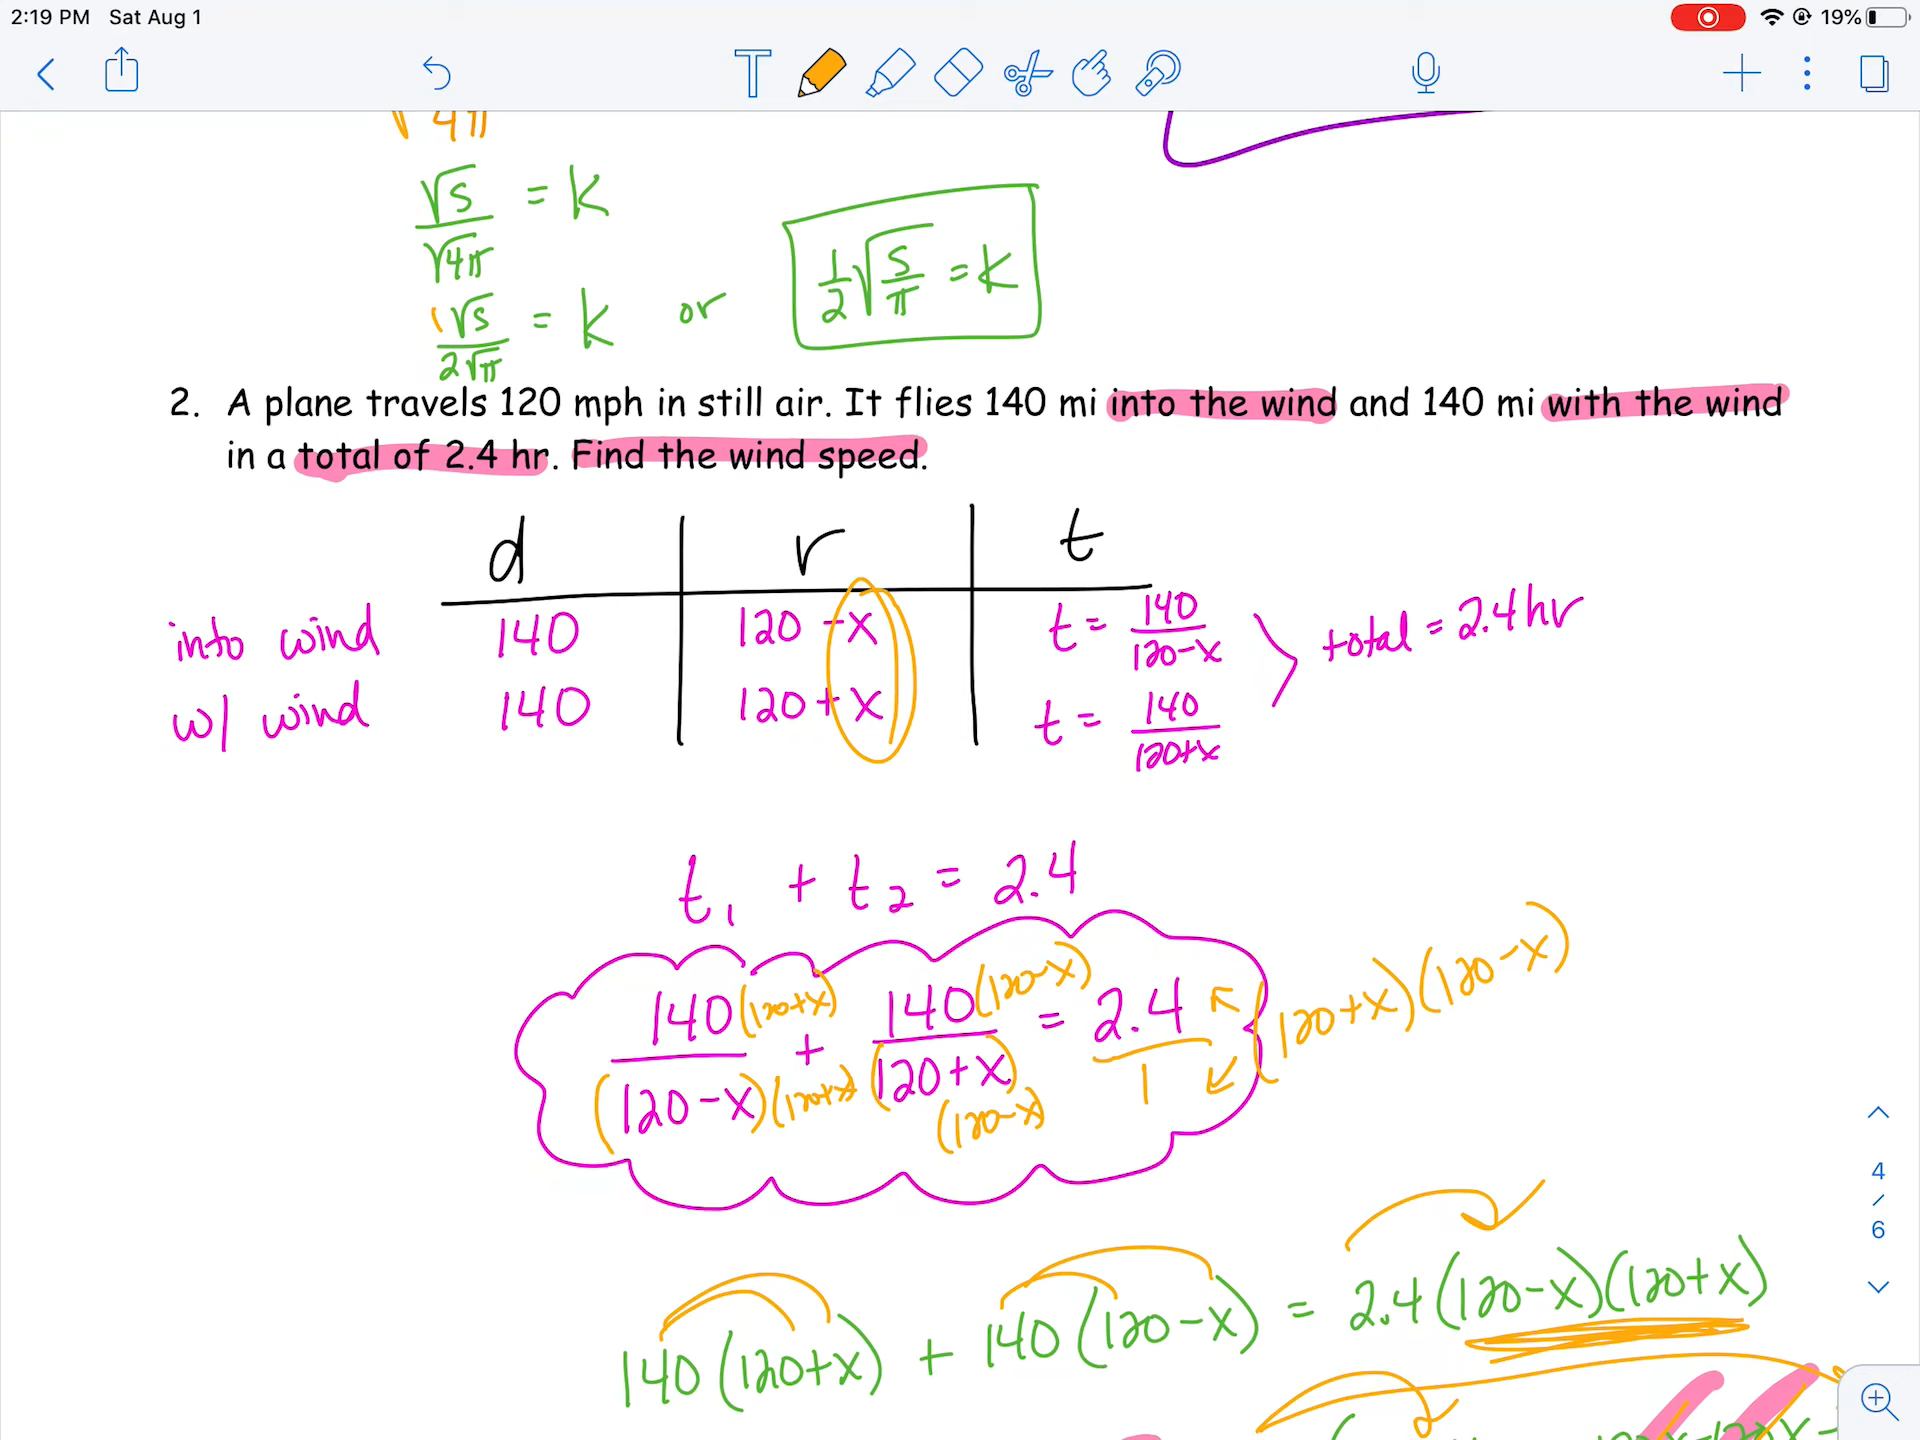 2:19 PM Sat Aug 1 19%
T
√4π
√S/√4π = K
1√S/2√π = K or 1/2 √S/π = K
2. A plane travels 120 mph in still air. It flies 140 mi into the wind and 140 mi with the wind
in a total of 2.4 hr. Find the wind speed.
d r t
into wind 140 120 - x t = 140/120-x total = 2.4 hr
w/ wind 140 120 + x t = 140/120+x
t₁ + t₂ = 2.4
140(120+x)/(120-x)(120+x) + 140(120-x)/(120+x)(120-x) = 2.4/1 (120+x)(120-x)
4
/
6
140(120+x) + 140(120-x) = 2.4(120-x)(120+x)